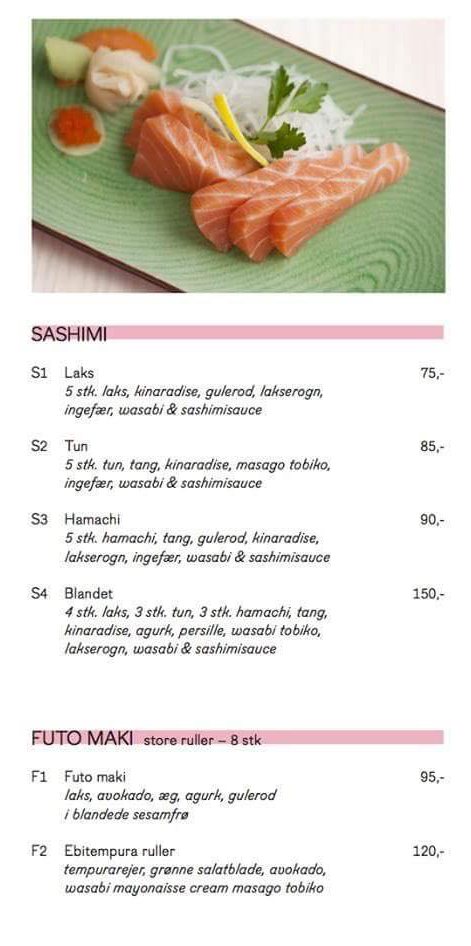 SASHIMI
S1 Laks 75,-
5 stk. laks, kinaradise, gulerod, lakserogn,
ingefær, wasabi & sashimisauce
S2 Tun 85,-
5 stk. tun, tang, kinaradise, masago tobiko,
ingefær, wasabi & sashimisauce
S3 Hamachi 90,-
5 stk. hamachi, tang, gulerod, kinaradise,
lakserogn, ingefær, wasabi & sashimisauce
S4 Blandet 150,-
4 stk. laks, 3 stk. tun, 3 stk. hamachi, tang,
kinaradise, agurk, persille, wasabi tobiko,
lakserogn, wasabi & sashimisauce
FUTO MAKI store ruller – 8 stk
F1 Futo maki 95,-
laks, avokado, æg, agurk, gulerod
i blandede sesamfrø
F2 Ebitempura ruller 120,-
tempurarejer, grønne salatblade, avokado,
wasabi mayonaisse cream masago tobiko